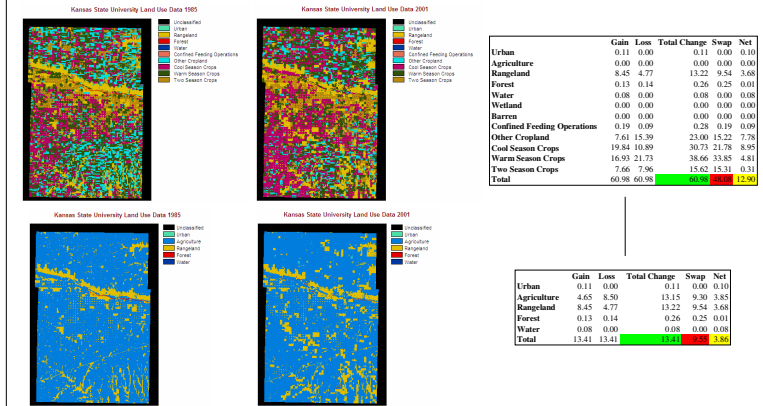 Kansas State University Land Use Data 1985
Unclassified
Urban
Rangeland
Forest
Water
Confined Feeding Operations
Other Cropland
Cool Season Crops
Warm Season Crops
Two Season Crops
Kansas State University Land Use Data 2001
Unclassified
Urban
Rangeland
Forest
Water
Confined Feeding Operations
Other Cropland
Cool Season Crops
Warm Season Crops
Two Season Crops
Gain Loss Total Change Swap Net
Urban 0.11 0.00 0.11 0.00 0.10
Agriculture 0.00 0.00 0.00 0.00 0.00
Rangeland 8.45 4.77 13.22 9.54 3.68
Forest 0.13 0.14 0.26 0.25 0.01
Water 0.08 0.00 0.08 0.00 0.08
Wetland 0.00 0.00 0.00 0.00 0.00
Barren 0.00 0.00 0.00 0.00 0.00
Confined Feeding Operations 0.19 0.09 0.28 0.19 0.09
Other Cropland 7.61 15.39 23.00 15.22 7.78
Cool Season Crops 19.84 10.89 30.73 21.78 8.95
Warm Season Crops 16.93 21.73 38.66 33.85 4.81
Two Season Crops 7.66 7.96 15.62 15.31 0.31
Total 60.98 60.98 60.98 48.08 12.90
Kansas State University Land Use Data 1985
Unclassified
Urban
Agriculture
Rangeland
Forest
Water
Kansas State University Land Use Data 2001
Unclassified
Urban
Agriculture
Rangeland
Forest
Water
Gain Loss Total Change Swap Net
Urban 0.11 0.00 0.11 0.00 0.10
Agriculture 4.65 8.50 13.15 9.30 3.85
Rangeland 8.45 4.77 13.22 9.54 3.68
Forest 0.13 0.14 0.26 0.25 0.01
Water 0.08 0.00 0.08 0.00 0.08
Total 13.41 13.41 13.41 9.55 3.86